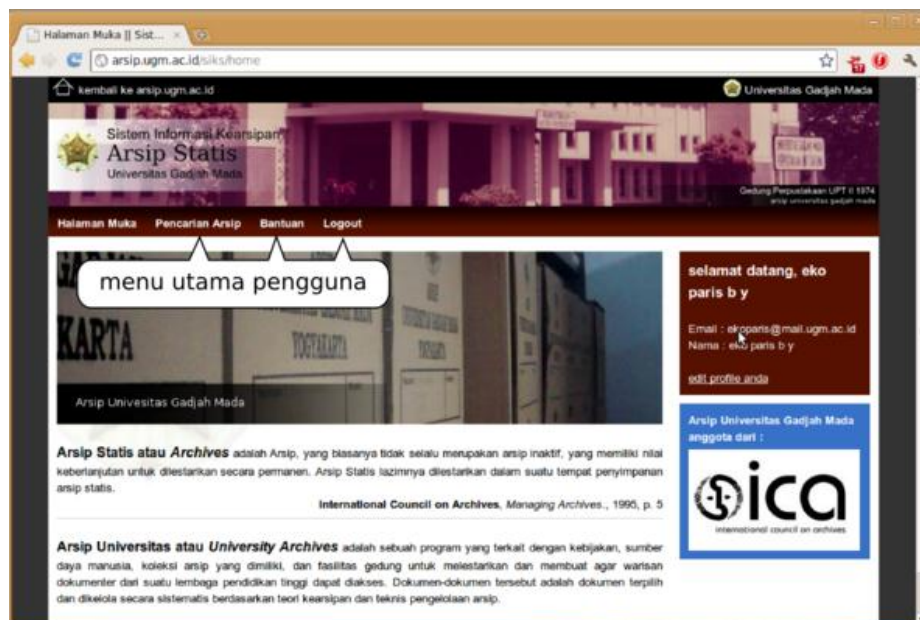 Halaman Muka || Sist...
arsip.ugm.ac.id/siks/home
kembali ke arsip.ugm.ac.id
Universitas Gadjah Mada
Sistem Informasi Kearsipan
Arsip Statis
Universitas Gadjah Mada
Gedung Perpustakaan UPT II 1974
arsip universitas gadjah mada
Halaman Muka Pencarian Arsip Bantuan Logout
menu utama pengguna
KARTA
YOGYAKARTA
Arsip Univesitas Gadjah Mada
selamat datang, eko
paris b y
Email : ekoparis@mail.ugm.ac.id
Nama : eko paris b y
edit profile anda
Arsip Universitas Gadjah Mada
anggota dari :
ica
international council on archives
Arsip Statis atau Archives adalah Arsip, yang biasanya tidak selalu merupakan arsip inaktif, yang memiliki nilai
keberlanjutan untuk dilestarikan secara permanen. Arsip Statis lazimnya dilestarikan dalam suatu tempat penyimpanan
arsip statis.
International Council on Archives, Managing Archives., 1995, p. 5
Arsip Universitas atau University Archives adalah sebuah program yang terkait dengan kebijakan, sumber
daya manusia, koleksi arsip yang dimiliki, dan fasilitas gedung untuk melestarikan dan membuat agar warisan
dokumenter dari suatu lembaga pendidikan tinggi dapat diakses. Dokumen-dokumen tersebut adalah dokumen terpilih
dan dikelola secara sistematis berdasarkan teori kearsipan dan teknis pengelolaan arsip.